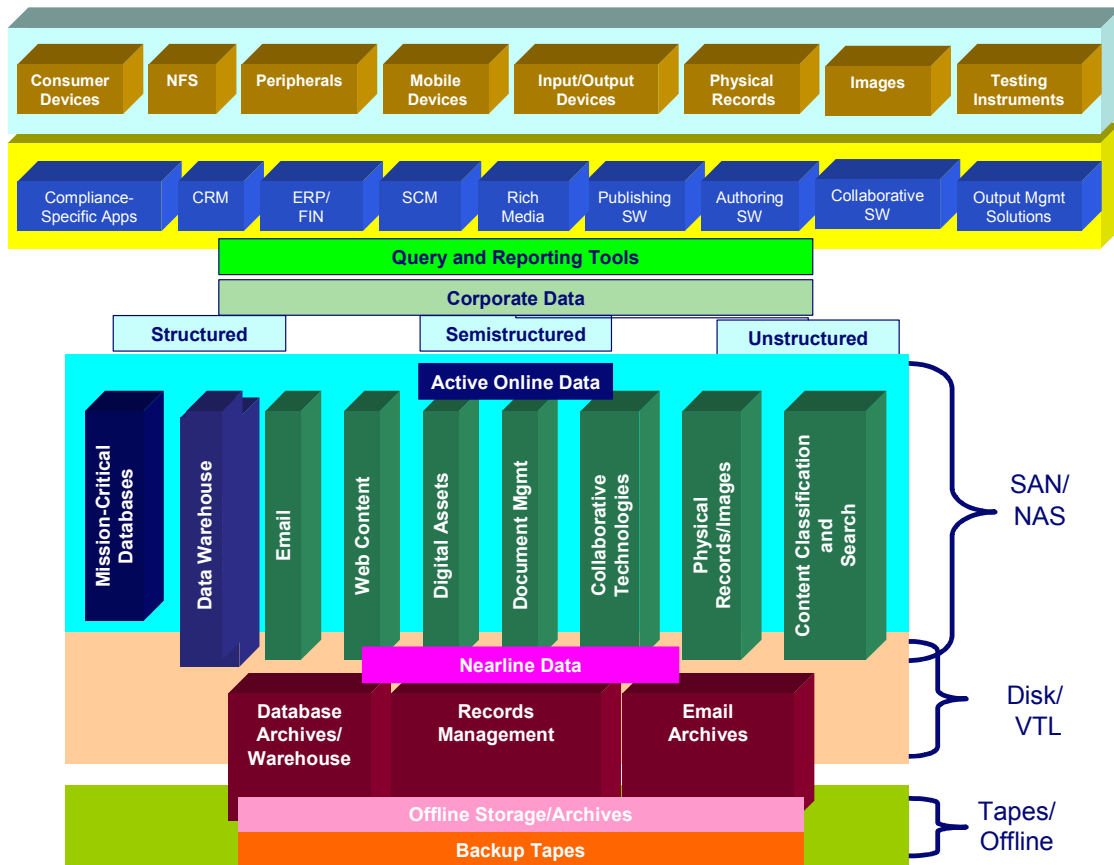 Consumer
Devices
NFS
Peripherals
Mobile
Devices
Input/Output
Devices
Physical
Records
Images
Testing
Instruments
Compliance-
Specific Apps
CRM
ERP/
FIN
SCM
Rich
Media
Publishing
SW
Authoring
SW
Collaborative
SW
Output Mgmt
Solutions
Query and Reporting Tools
Corporate Data
Structured
Semistructured
Unstructured
Active Online Data
Mission-Critical
Databases
Data Warehouse
Email
Web Content
Digital Assets
Document Mgmt
Collaborative
Technologies
Physical
Records/Images
Content Classification
and
Search
SAN/
NAS
Nearline Data
Database
Archives/
Warehouse
Records
Management
Email
Archives
Disk/
VTL
Offline Storage/Archives
Backup Tapes
Tapes/
Offline